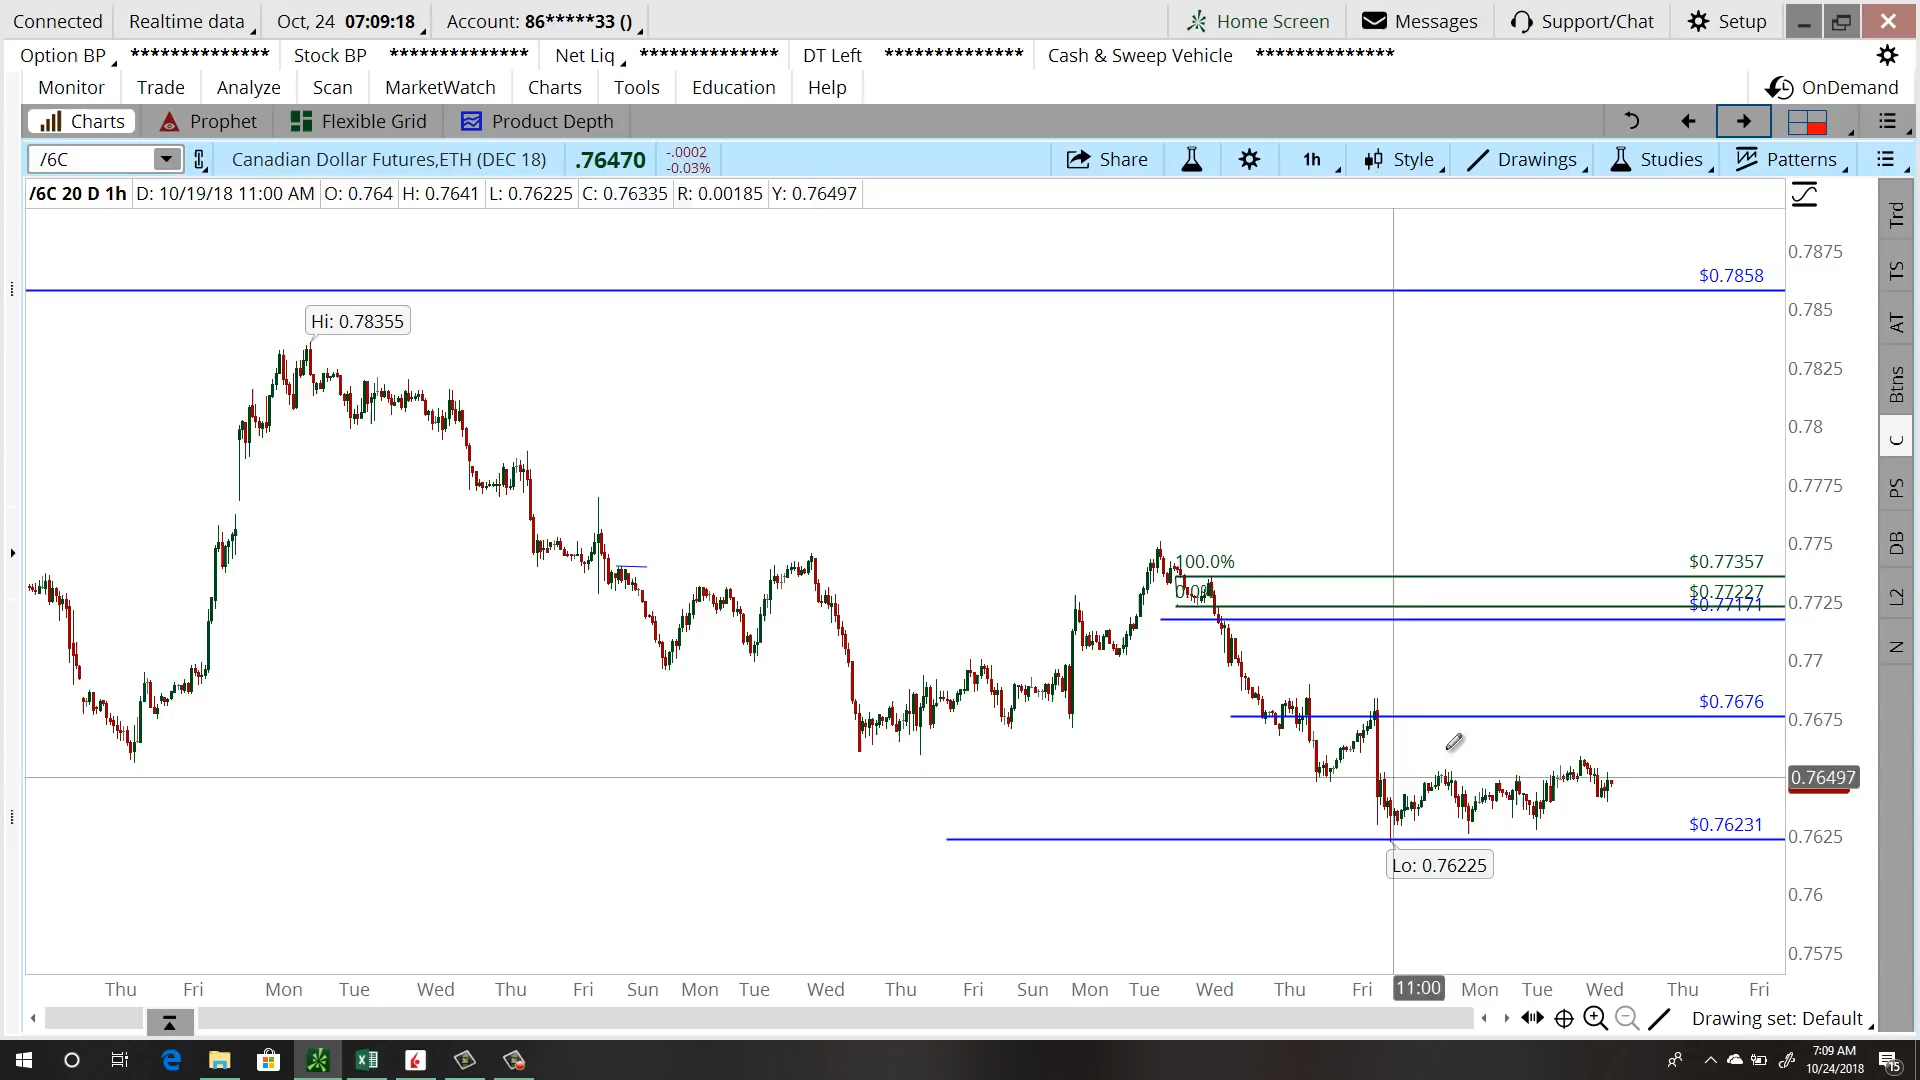 Connected Realtime data Oct, 24 07:09:18 Account: 86*****33 () Home Screen Messages Support/Chat Setup
Option BP ************** Stock BP ************** Net Liq ************** DT Left ************** Cash & Sweep Vehicle **************
Monitor Trade Analyze Scan MarketWatch Charts Tools Education Help OnDemand
Charts Prophet Flexible Grid Product Depth
/6C Canadian Dollar Futures,ETH (DEC 18) .76470 -.0002 -0.03% Share 1h Style Drawings Studies Patterns
/6C 20 D 1h D: 10/19/18 11:00 AM O: 0.764 H: 0.7641 L: 0.76225 C: 0.76335 R: 0.00185 Y: 0.76497
Trd
TS
AT
Btns
C
PS
DB
L2
N
0.7875
$0.7858
0.785
Hi: 0.78355
0.7825
0.78
0.7775
0.775
100.0% $0.77357
0.0% $0.77227
$0.77171
0.7725
0.77
$0.7676
0.7675
0.76497
$0.76231
0.7625
Lo: 0.76225
0.76
0.7575
Thu Fri Mon Tue Wed Thu Fri Sun Mon Tue Wed Thu Fri Sun Mon Tue Wed Thu Fri 11:00 Mon Tue Wed Thu Fri
Drawing set: Default
7:09 AM
10/24/2018
15